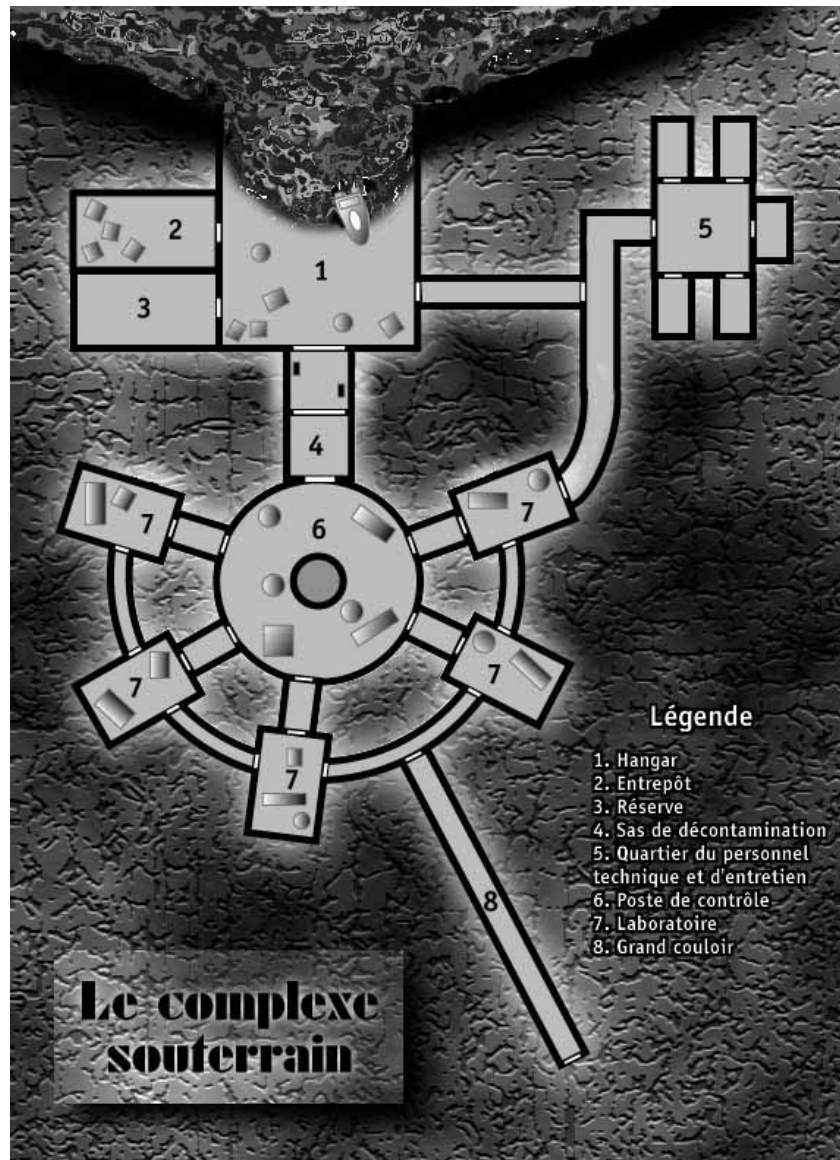 2
5
1
3
4
7
6
7
7
7
7
Légende
1. Hangar
2. Entrepôt
3. Réserve
4. Sas de décontamination
5. Quartier du personnel
technique et d'entretien
6. Poste de contrôle
7. Laboratoire
8. Grand couloir
8
Le complexe
souterrain